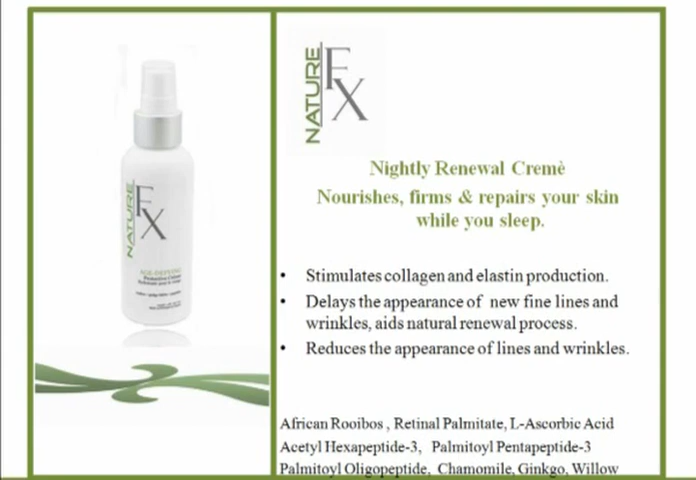 NATURE
FX
AGE-DEFYING
NATURE
FX
Nightly Renewal Cremè
Nourishes, firms & repairs your skin
while you sleep.
• Stimulates collagen and elastin production.
• Delays the appearance of new fine lines and
wrinkles, aids natural renewal process.
• Reduces the appearance of lines and wrinkles.
African Rooibos , Retinal Palmitate, L-Ascorbic Acid
Acetyl Hexapeptide-3, Palmitoyl Pentapeptide-3
Palmitoyl Oligopeptide, Chamomile, Ginkgo, Willow